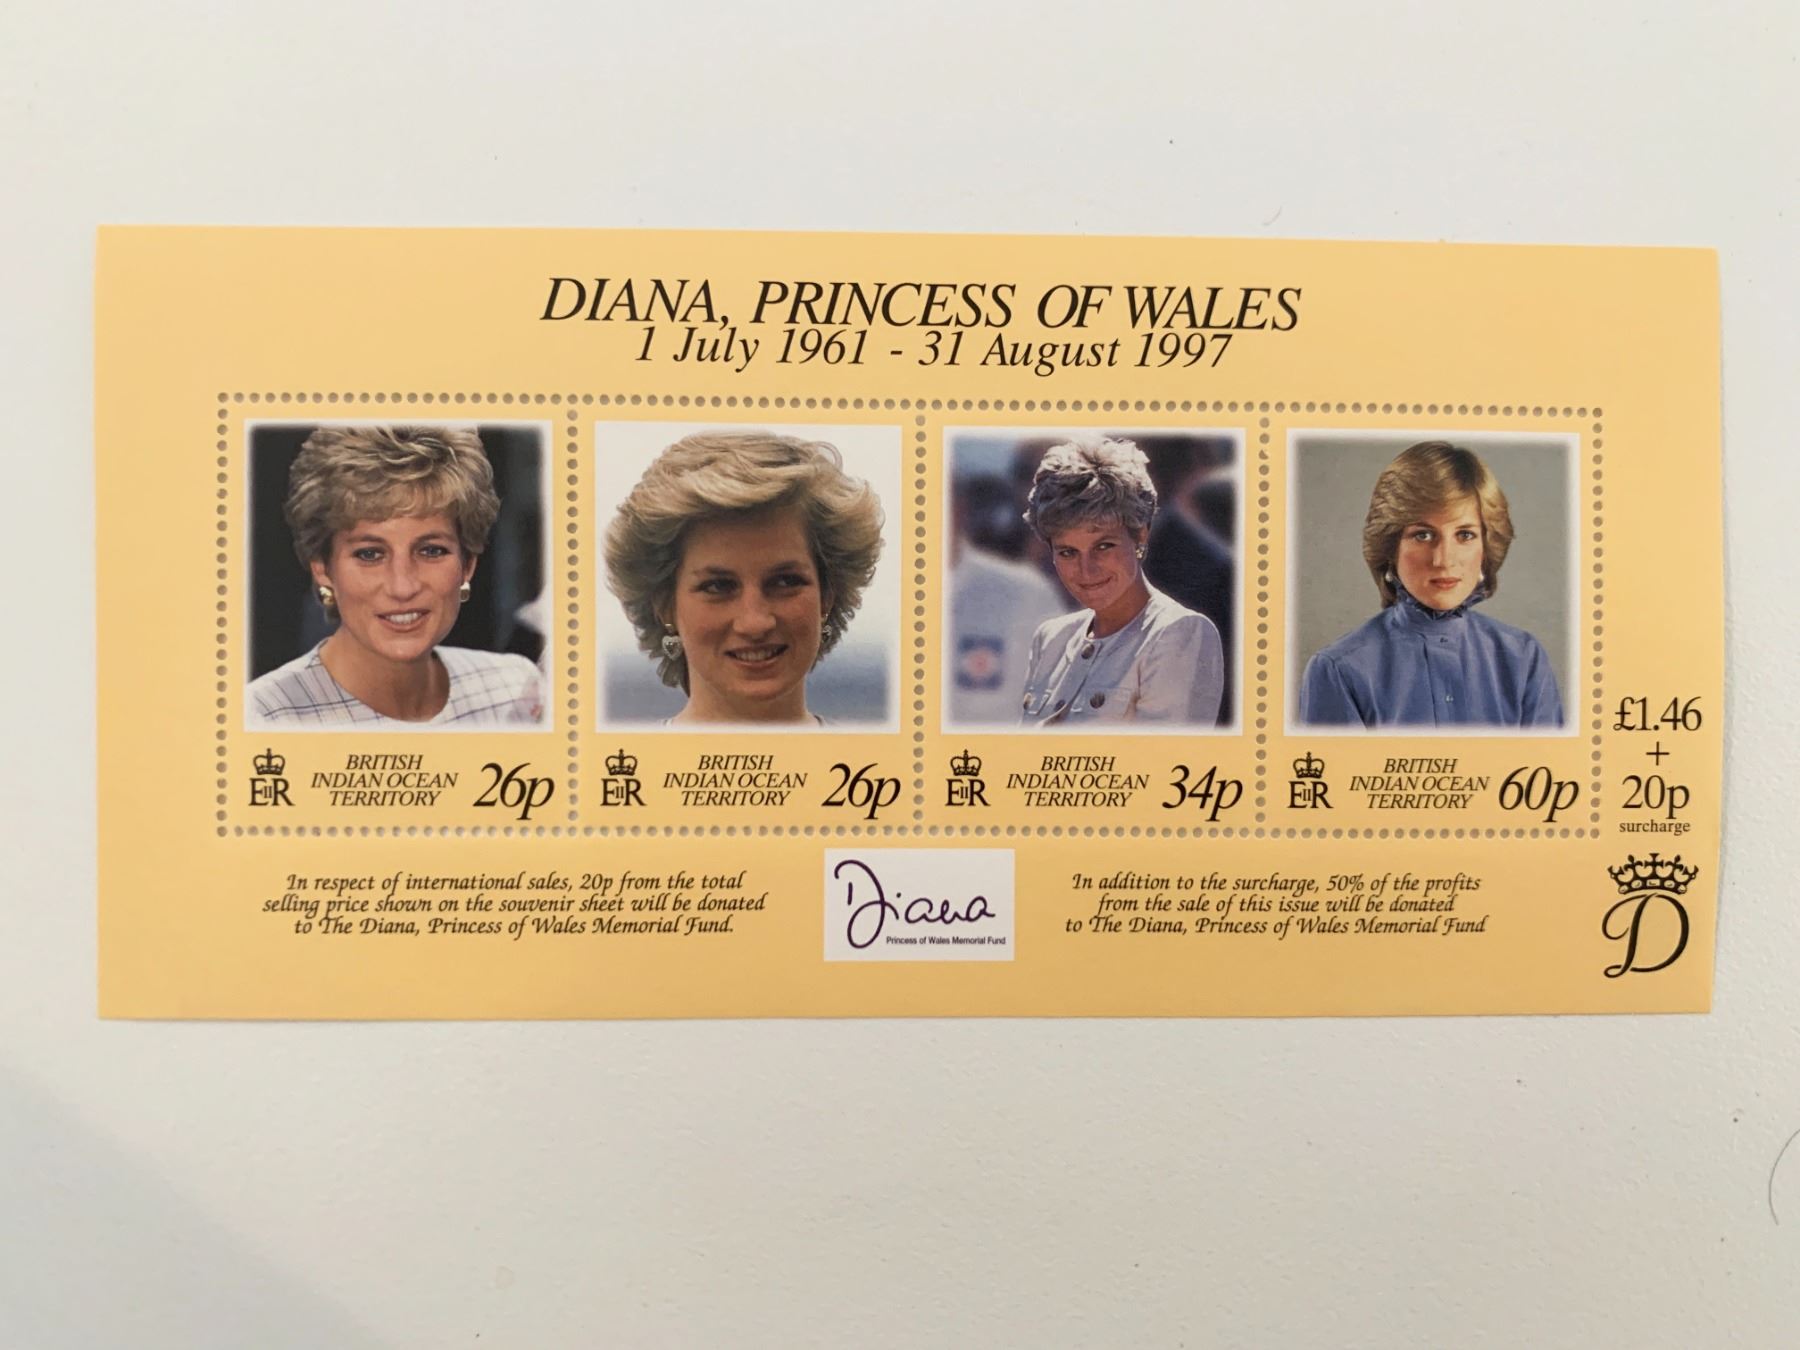 DIANA, PRINCESS OF WALES
1 July 1961 - 31 August 1997
EIIR
BRITISH
INDIAN OCEAN
TERRITORY
26p
EIIR
BRITISH
INDIAN OCEAN
TERRITORY
26p
EIIR
BRITISH
INDIAN OCEAN
TERRITORY
34p
EIIR
BRITISH
INDIAN OCEAN
TERRITORY
60p
£1.46
+
20p
surcharge
In respect of international sales, 20p from the total
selling price shown on the souvenir sheet will be donated
to The Diana, Princess of Wales Memorial Fund.
Diana
Princess of Wales Memorial Fund
In addition to the surcharge, 50% of the profits
from the sale of this issue will be donated
to The Diana, Princess of Wales Memorial Fund
D